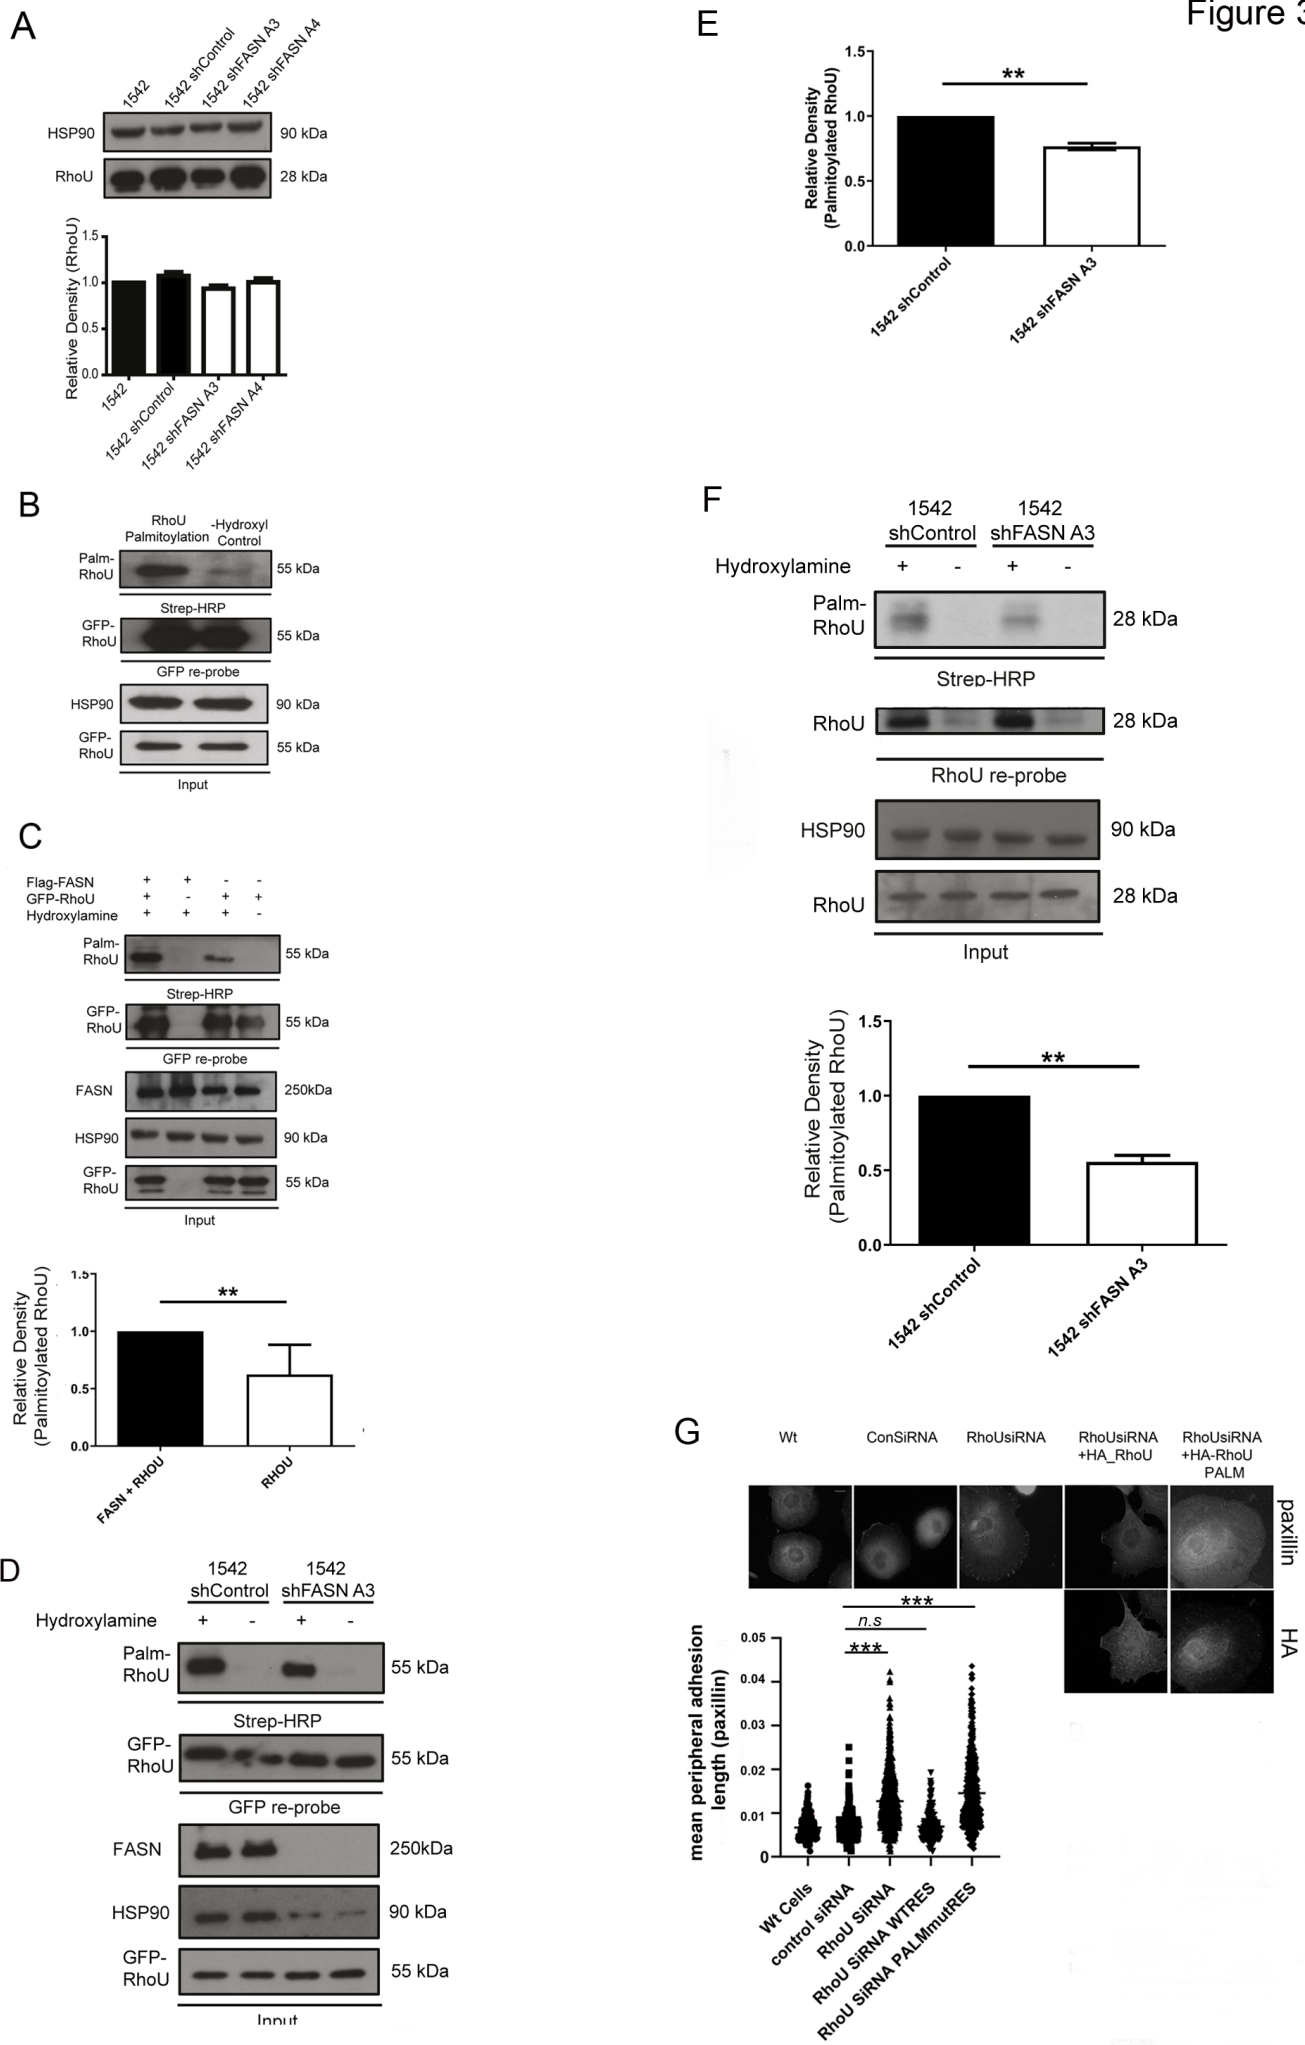 Figure 3
A
1542
1542 shControl
1542 shFASN A3
1542 shFASN A4
HSP90
90 kDa
RhoU
28 kDa
Relative Density (RhoU)
1.5
1.0
0.5
0.0
1542
1542 shControl
1542 shFASN A3
1542 shFASN A4
B
RhoU
Palmitoylation
-Hydroxyl
Control
Palm-
RhoU
55 kDa
Strep-HRP
GFP-
RhoU
55 kDa
GFP re-probe
HSP90
90 kDa
GFP-
RhoU
55 kDa
Input
C
Flag-FASN + + - -
GFP-RhoU + - + +
Hydroxylamine + + + -
Palm-
RhoU
55 kDa
Strep-HRP
GFP-
RhoU
55 kDa
GFP re-probe
FASN
250kDa
HSP90
90 kDa
GFP-
RhoU
55 kDa
Input
Relative Density
(Palmitoylated RhoU)
1.5
1.0
0.5
0.0
**
FASN + RHOU
RHOU
D
1542
shControl
1542
shFASN A3
Hydroxylamine + - + -
Palm-
RhoU
55 kDa
Strep-HRP
GFP-
RhoU
55 kDa
GFP re-probe
FASN
250kDa
HSP90
90 kDa
GFP-
RhoU
55 kDa
Input
E
Relative Density
(Palmitoylated RhoU)
1.5
1.0
0.5
0.0
**
1542 shControl
1542 shFASN A3
F
1542
shControl
1542
shFASN A3
Hydroxylamine + - + -
Palm-
RhoU
28 kDa
Strep-HRP
RhoU
28 kDa
RhoU re-probe
HSP90
90 kDa
RhoU
28 kDa
Input
Relative Density
(Palmitoylated RhoU)
1.5
1.0
0.5
0.0
**
1542 shControl
1542 shFASN A3
G
Wt
ConSiRNA
RhoUsiRNA
RhoUsiRNA
+HA_RhoU
RhoUsiRNA
+HA-RhoU
PALM
paxillin
HA
mean peripheral adhesion
length (paxillin)
0.05
0.04
0.03
0.02
0.01
0
***
n.s
***
Wt Cells
control siRNA
RhoU SiRNA
RhoU SiRNA WTRES
RhoU SiRNA PALMmutRES